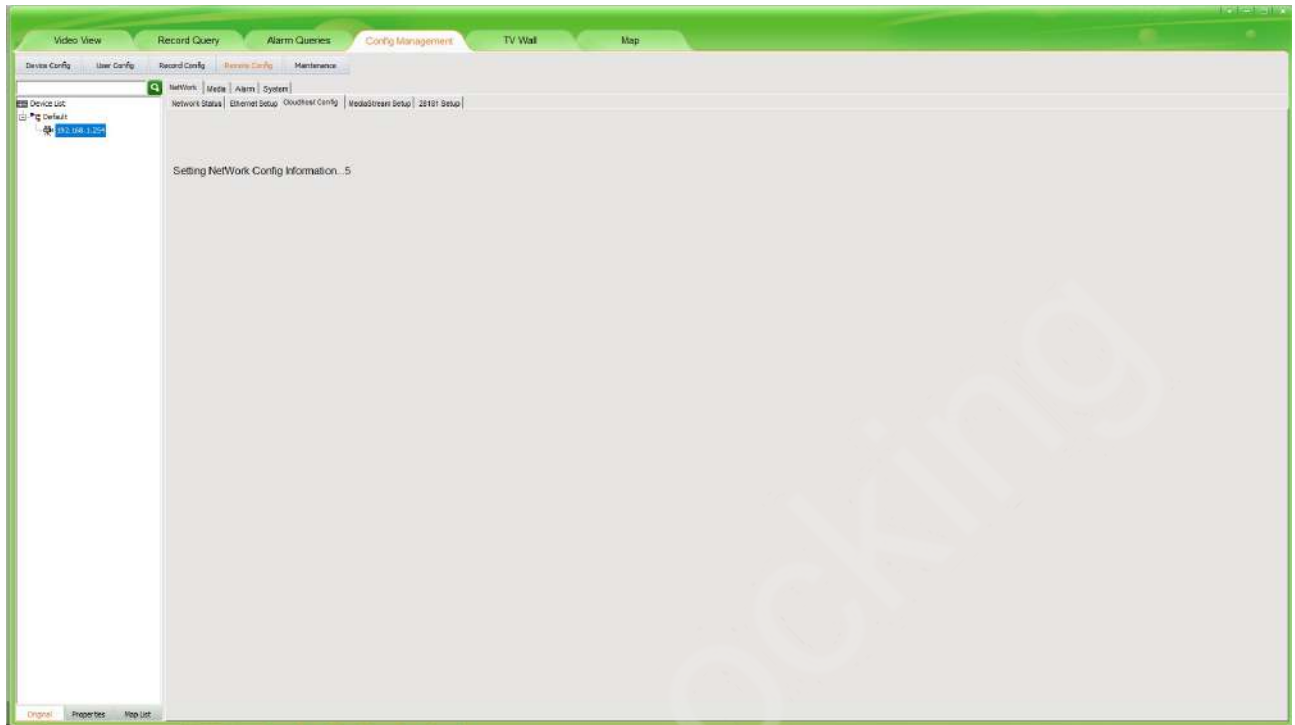 Video View Record Query Alarm Queries Config Management TV Wall Map
Device Config User Config Record Config Remote Config Maintenance
NetWork Media Alarm System
Device List
Network Status Ethernet Setup Cloudhost Config MediaStream Setup 28181 Setup
Default
192.168.1.254
Setting NetWork Config Information...5
ocking
Original Properties Map List